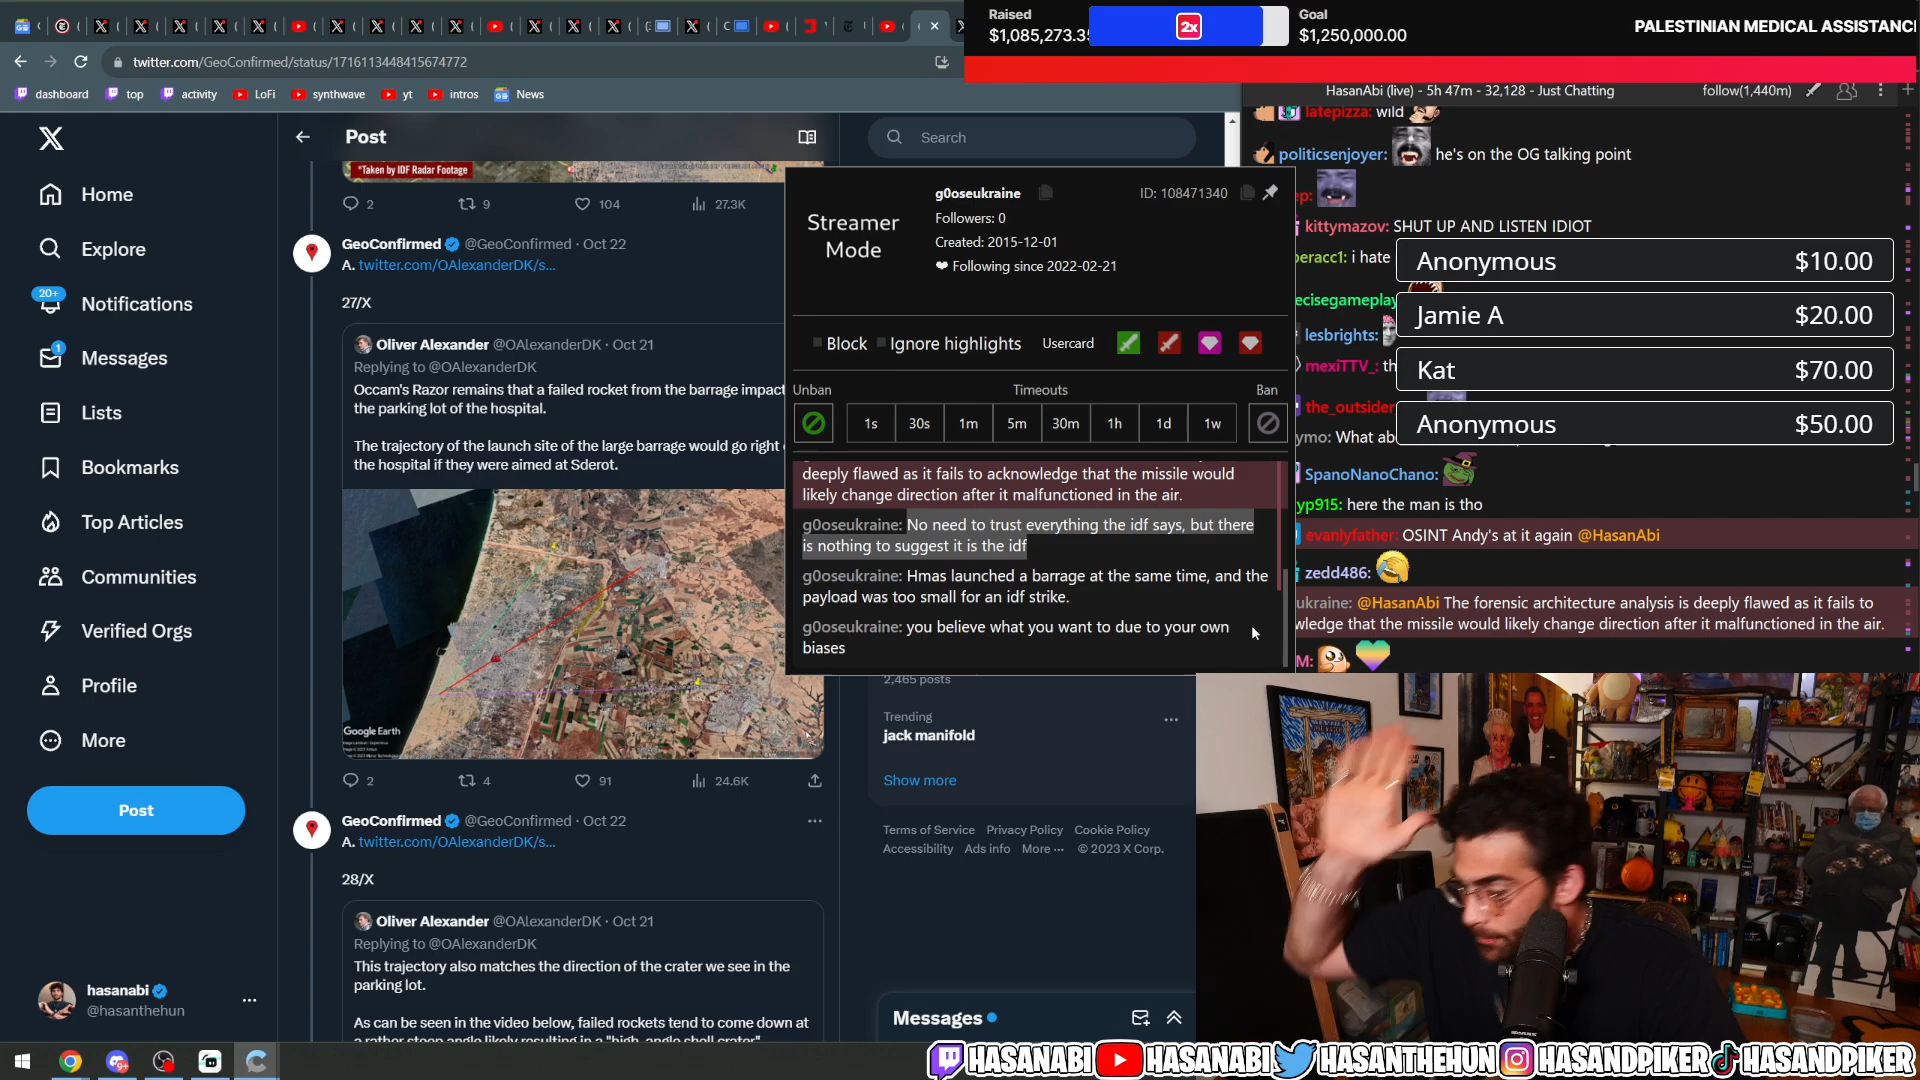 Raised
$1,085,273.3
2x
Goal
$1,250,000.00
PALESTINIAN MEDICAL ASSISTANC
twitter.com/GeoConfirmed/status/1716113448415674772
dashboard
top
activity
LoFi
synthwave
yt
intros
News
HasanAbi (live) - 5h 47m - 32,128 - Just Chatting
follow(1,440m)
Home
Explore
20+
Notifications
1
Messages
Lists
Bookmarks
Top Articles
Communities
Verified Orgs
Profile
More
Post
hasanabi
@hasanthehun
Post
Search
*Taken by IDF Radar Footage
2
9
104
27.3K
GeoConfirmed @GeoConfirmed · Oct 22
A. twitter.com/OAlexanderDK/s...
27/X
Oliver Alexander @OAlexanderDK · Oct 21
Replying to @OAlexanderDK
Occam's Razor remains that a failed rocket from the barrage impact
the parking lot of the hospital.
The trajectory of the launch site of the large barrage would go right
the hospital if they were aimed at Sderot.
Google Earth
2
4
91
24.6K
GeoConfirmed @GeoConfirmed · Oct 22
A. twitter.com/OAlexanderDK/s...
28/X
Oliver Alexander @OAlexanderDK · Oct 21
Replying to @OAlexanderDK
This trajectory also matches the direction of the crater we see in the
parking lot.
As can be seen in the video below, failed rockets tend to come down at
a rather steep angle likely resulting in a "high-angle shell crater".
Streamer
Mode
g0oseukraine
ID: 108471340
Followers: 0
Created: 2015-12-01
❤ Following since 2022-02-21
Block
Ignore highlights
Usercard
Unban
Timeouts
Ban
1s
30s
1m
5m
30m
1h
1d
1w
deeply flawed as it fails to acknowledge that the missile would
likely change direction after it malfunctioned in the air.
g0oseukraine: No need to trust everything the idf says, but there
is nothing to suggest it is the idf
g0oseukraine: Hmas launched a barrage at the same time, and the
payload was too small for an idf strike.
g0oseukraine: you believe what you want to due to your own
biases
2,465 posts
Trending
jack manifold
Show more
Terms of Service Privacy Policy Cookie Policy
Accessibility Ads info More ··· © 2023 X Corp.
Messages
latepizza: wild
politicsenjoyer: he's on the OG talking point
ep:
kittymazov: SHUT UP AND LISTEN IDIOT
peracc1: i hate
ecisegameplay
lesbrights:
mexiTTV_: th
the_outsider
ymo: What ab
Anonymous $10.00
Jamie A $20.00
Kat $70.00
Anonymous $50.00
SpanoNanoChano:
yp915: here the man is tho
evanlyfather: OSINT Andy's at it again @HasanAbi
zedd486:
ukraine: @HasanAbi The forensic architecture analysis is deeply flawed as it fails to
wledge that the missile would likely change direction after it malfunctioned in the air.
M:
HASANABI HASANABI HASANTHEHUN HASANDPIKER HASANDPIKER